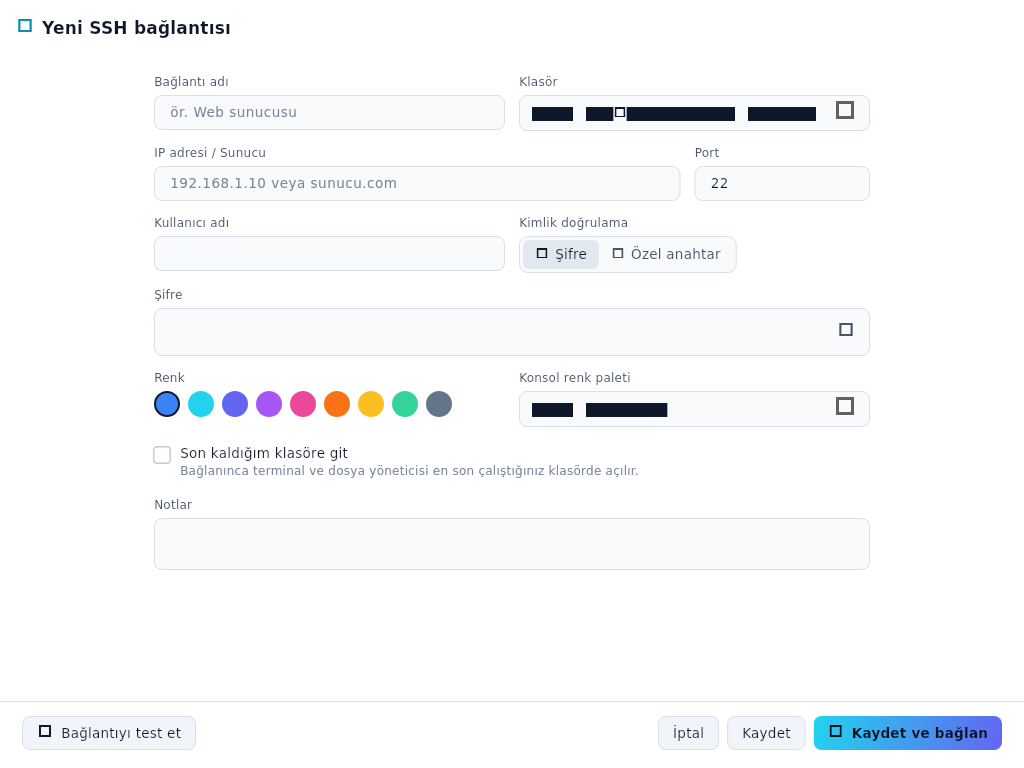 Yeni SSH bağlantısı
Bağlantı adı
Klasör
ör. Web sunucusu
IP adresi / Sunucu
Port
192.168.1.10 veya sunucu.com
22
Kullanıcı adı
Kimlik doğrulama
Şifre
Özel anahtar
Şifre
Renk
Konsol renk paleti
Son kaldığım klasöre git
Bağlanınca terminal ve dosya yöneticisi en son çalıştığınız klasörde açılır.
Notlar
Bağlantıyı test et
İptal
Kaydet
Kaydet ve bağlan